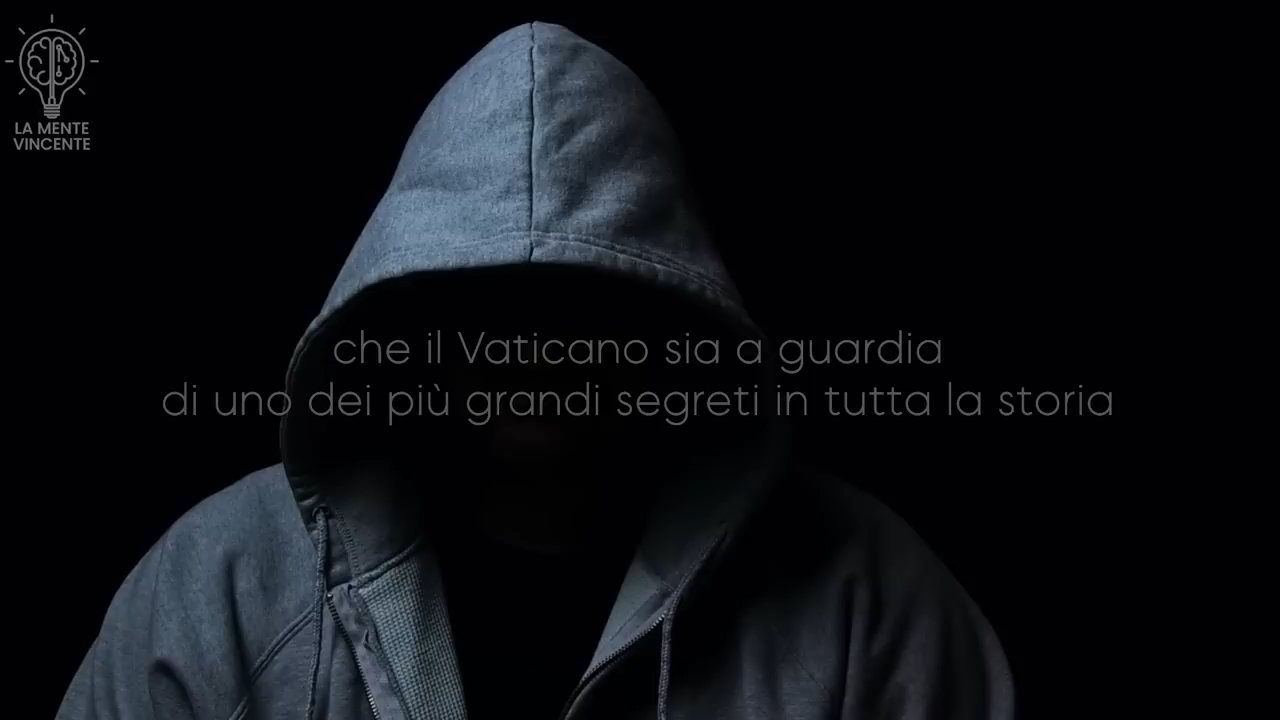 LA MENTE
VINCENTE
che il Vaticano sia a guardia
di uno dei più grandi segreti in tutta la storia